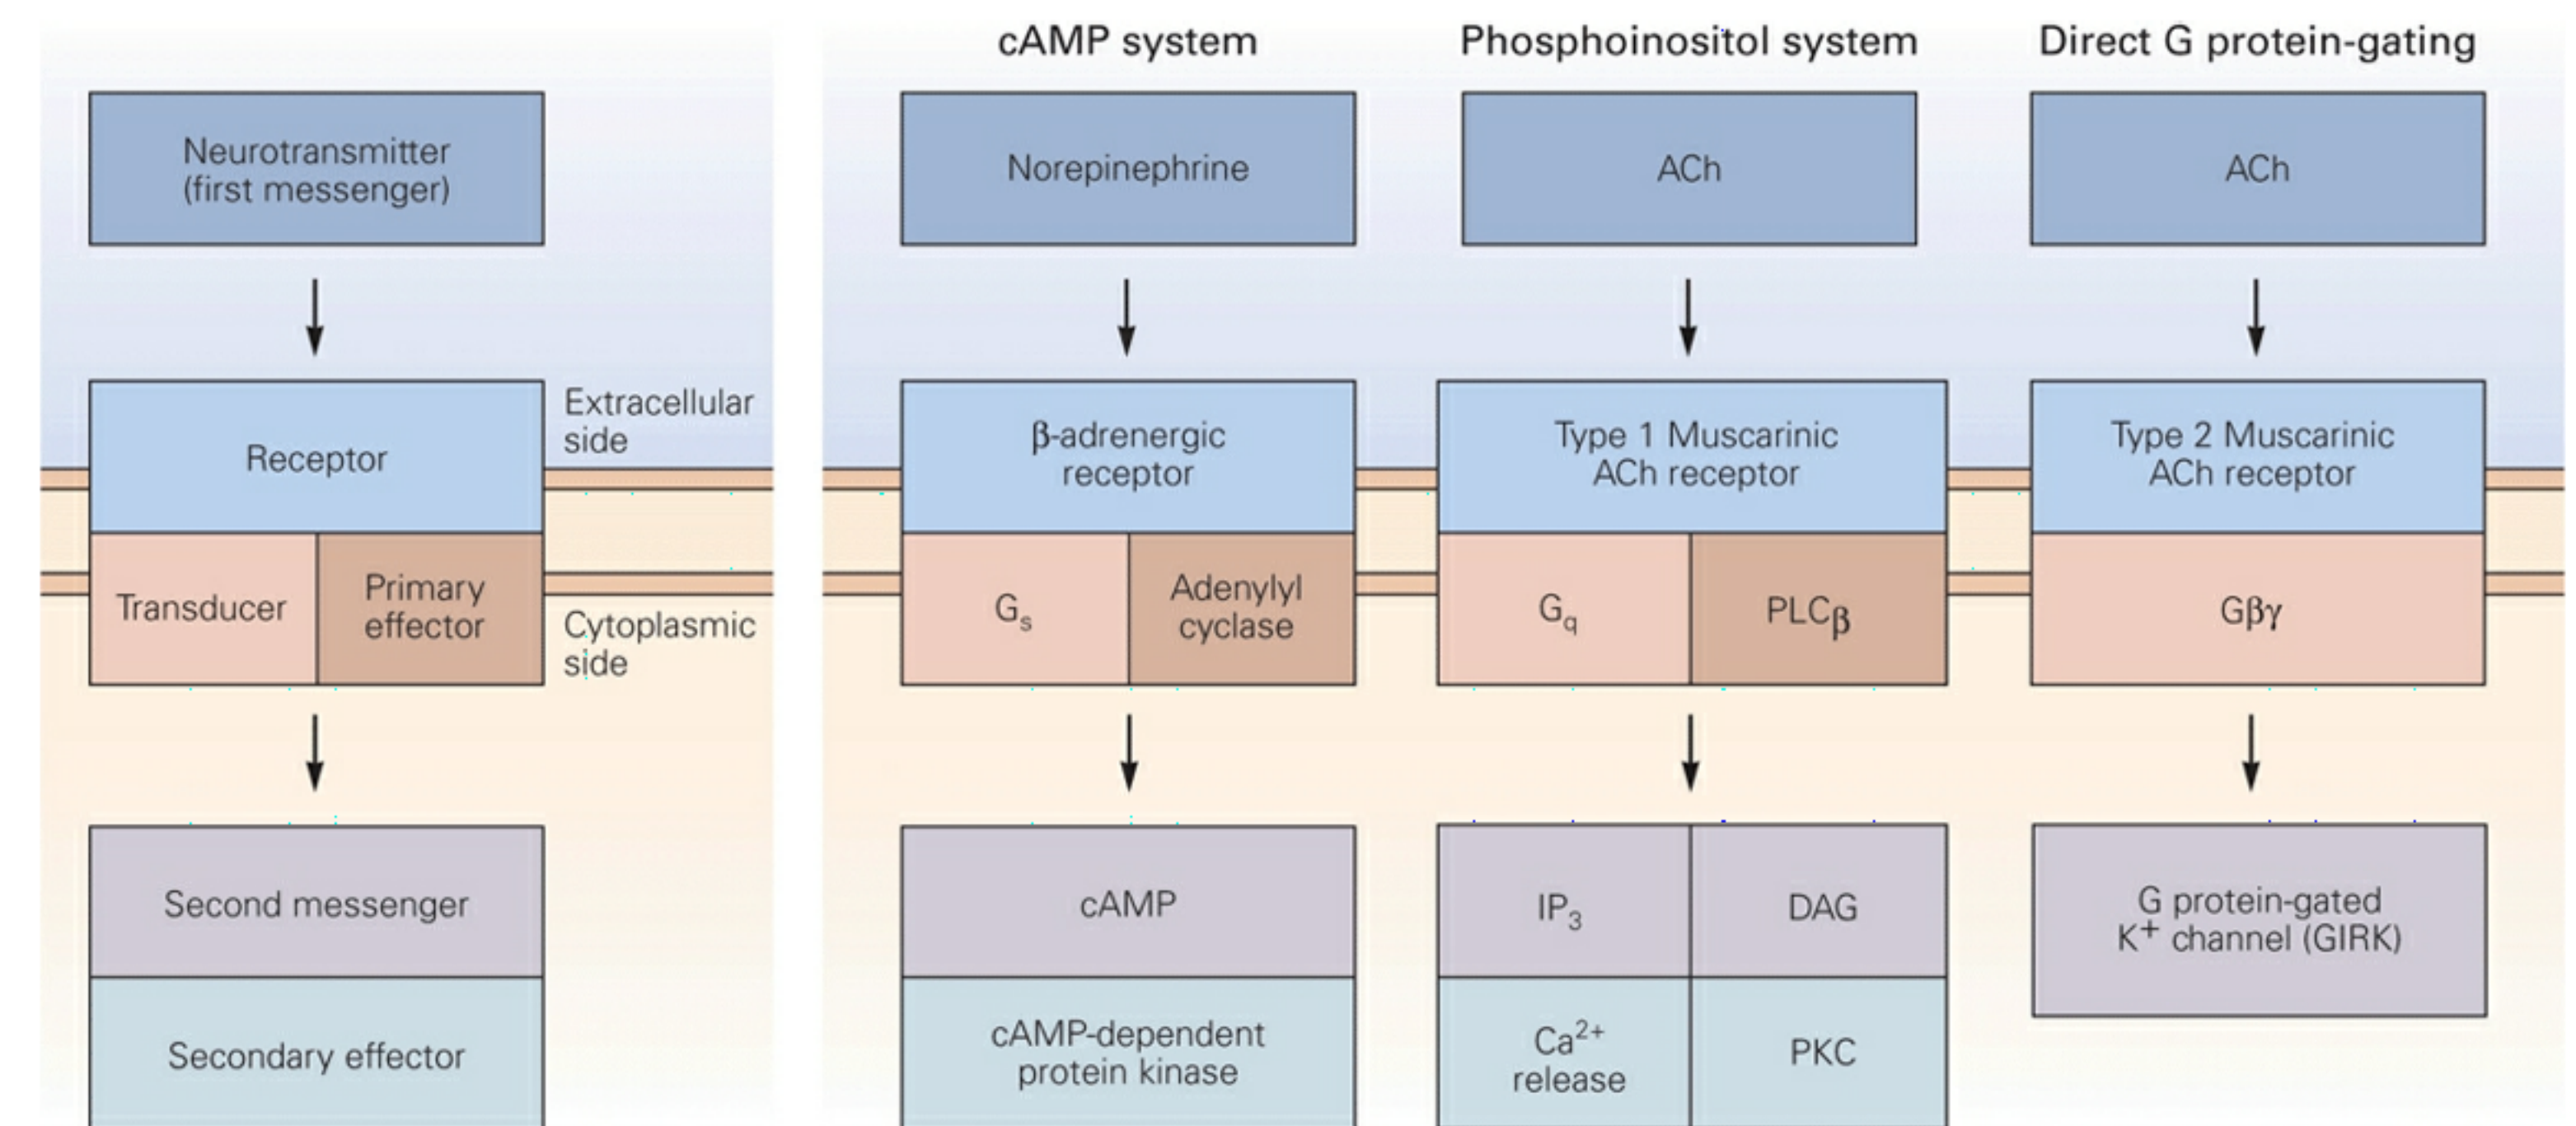 cAMP system
Phosphoinositol system
Direct G protein-gating
Neurotransmitter
(first messenger)
Norepinephrine
ACh
ACh
Receptor
Extracellular
side
β-adrenergic
receptor
Type 1 Muscarinic
ACh receptor
Type 2 Muscarinic
ACh receptor
Transducer
Primary
effector
Cytoplasmic
side
Gs
Adenylyl
cyclase
Gq
PLCβ
Gβγ
Second messenger
cAMP
IP3
DAG
G protein-gated
K+ channel (GIRK)
Secondary effector
cAMP-dependent
protein kinase
Ca2+
release
PKC